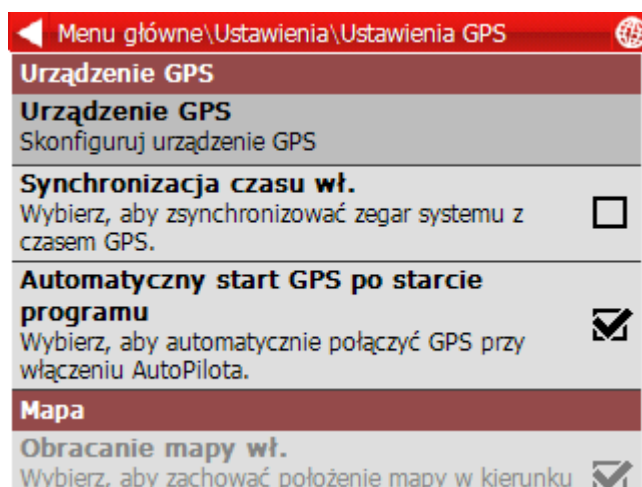 Menu główne\Ustawienia\Ustawienia GPS
Urządzenie GPS
Urządzenie GPS
Skonfiguruj urządzenie GPS
Synchronizacja czasu wł.
Wybierz, aby zsynchronizować zegar systemu z
czasem GPS.
Automatyczny start GPS po starcie
programu
Wybierz, aby automatycznie połączyć GPS przy
włączeniu AutoPilota.
Mapa
Obracanie mapy wł.
Wybierz, aby zachować położenie mapy w kierunku